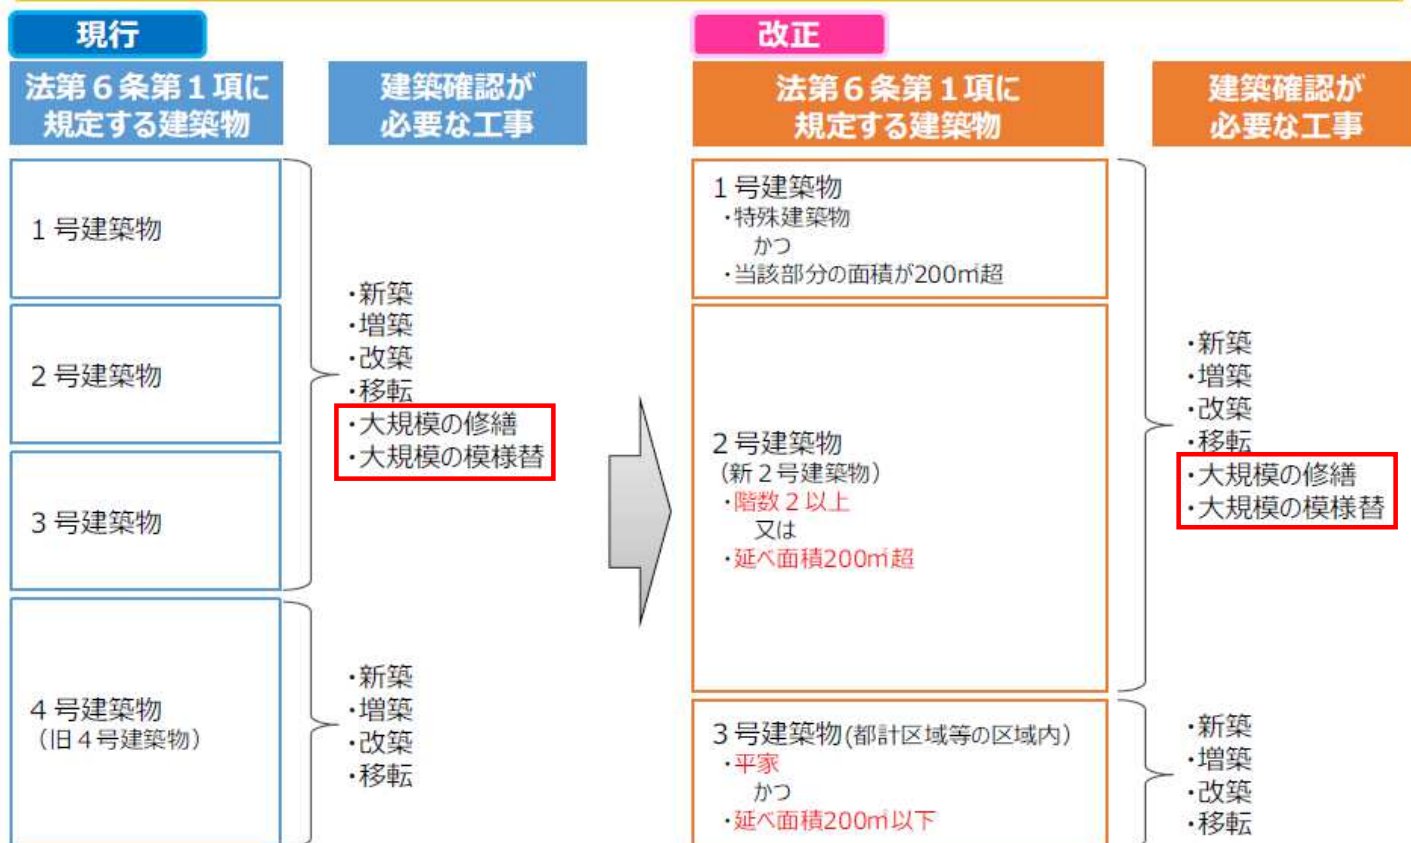 現行
法第６条第１項に
規定する建築物
建築確認が
必要な工事
１号建築物
２号建築物
３号建築物
・新築
・増築
・改築
・移転
・大規模の修繕
・大規模の模様替
４号建築物
（旧４号建築物）
・新築
・増築
・改築
・移転
改正
法第６条第１項に
規定する建築物
建築確認が
必要な工事
１号建築物
・特殊建築物
かつ
・当該部分の面積が200㎡超
２号建築物
（新２号建築物）
・階数２以上
又は
・延べ面積200㎡超
・新築
・増築
・改築
・移転
・大規模の修繕
・大規模の模様替
３号建築物(都計区域等の区域内)
・平家
かつ
・延べ面積200㎡以下
・新築
・増築
・改築
・移転